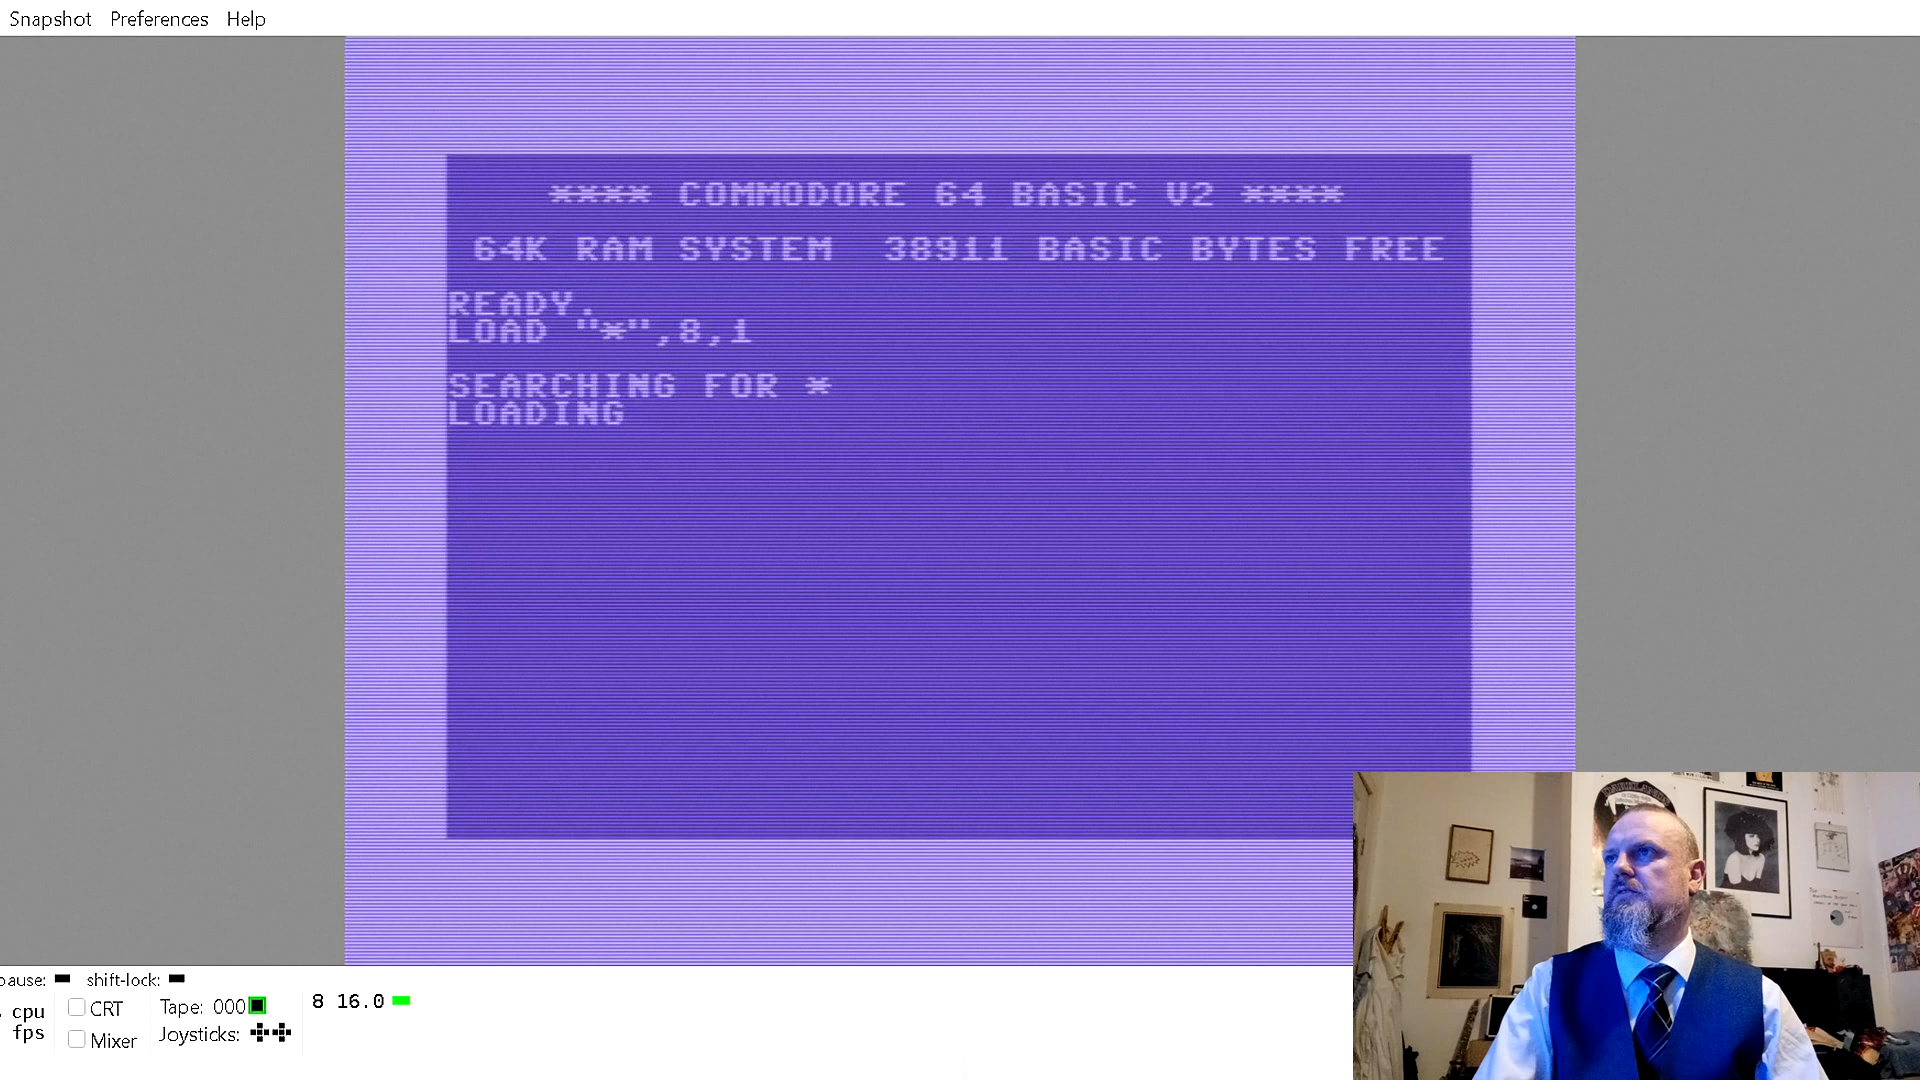 Snapshot Preferences Help
**** COMMODORE 64 BASIC V2 ****
64K RAM SYSTEM  38911 BASIC BYTES FREE
READY.
LOAD "*",8,1
SEARCHING FOR *
LOADING
pause: shift-lock:
cpu
fps
CRT
Mixer
Tape: 000
Joysticks:
8 16.0